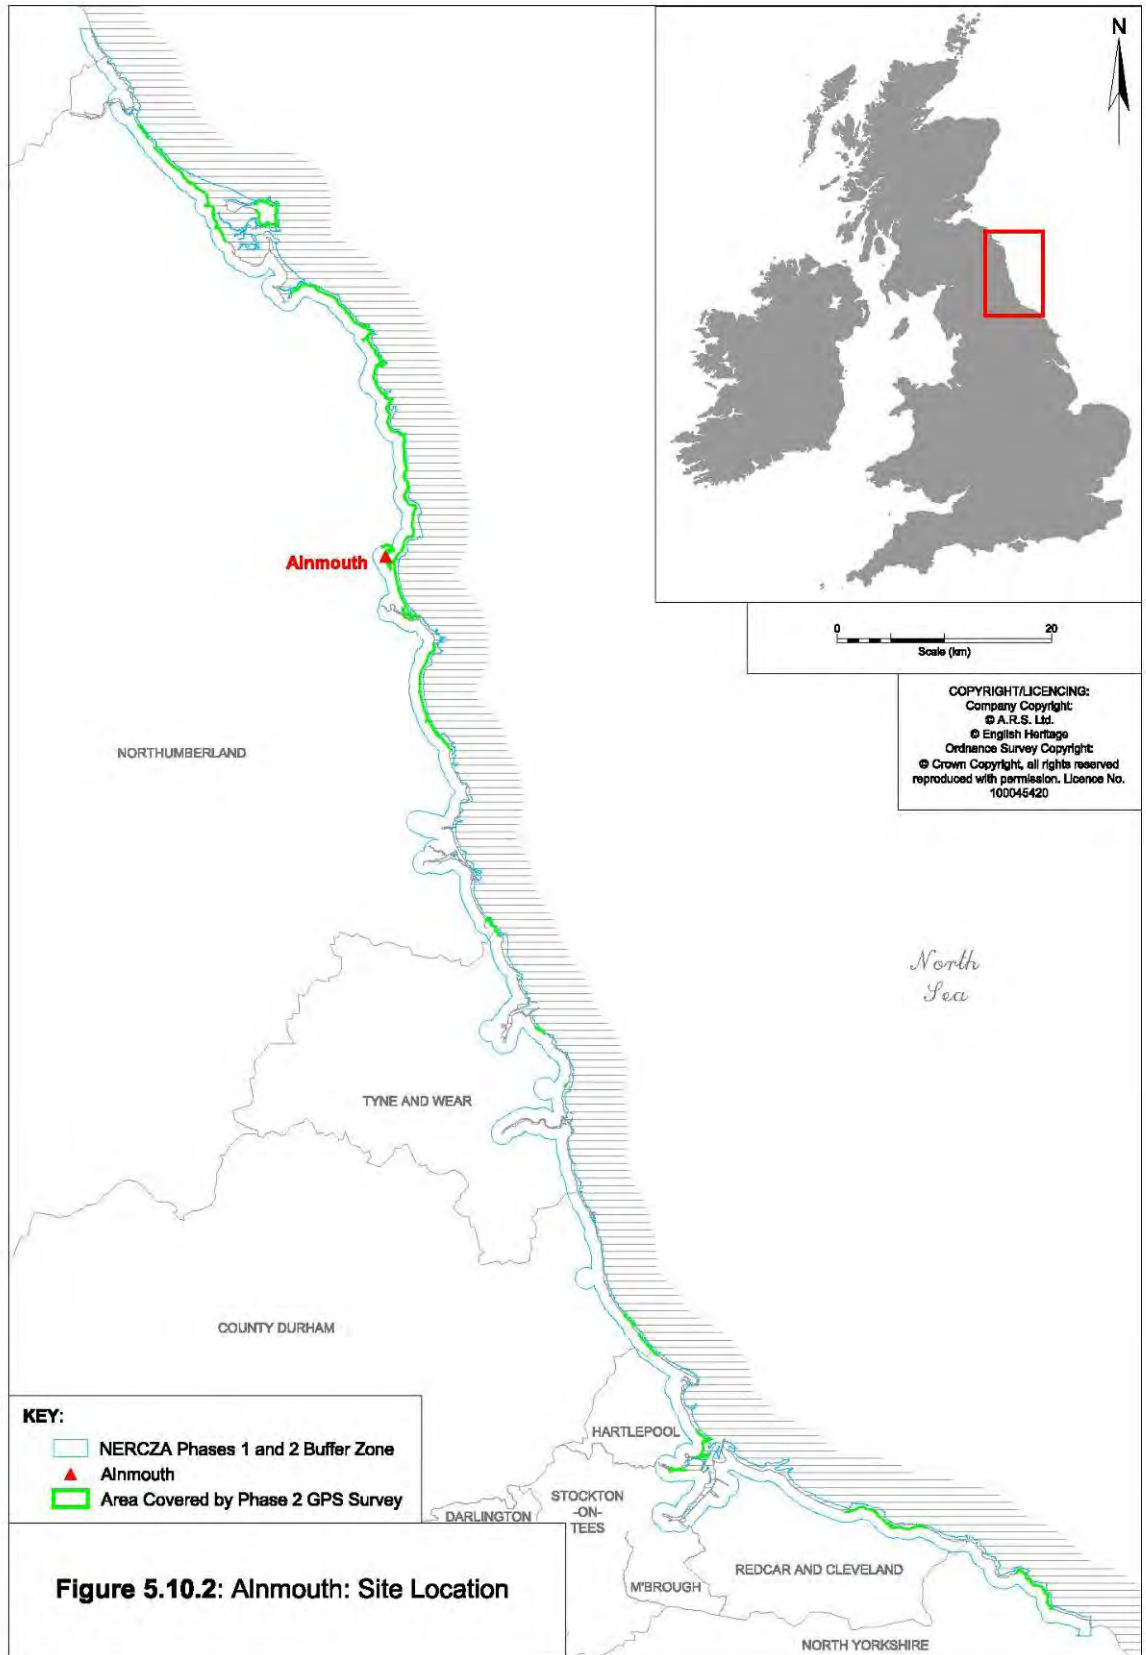 N
0 20
Scale (km)
COPYRIGHT/LICENCING:
Company Copyright:
© A.R.S. Ltd.
© English Heritage
Ordnance Survey Copyright:
© Crown Copyright, all rights reserved
reproduced with permission. Licence No.
100045420
Alnmouth
NORTHUMBERLAND
North
Sea
TYNE AND WEAR
COUNTY DURHAM
HARTLEPOOL
STOCKTON
-ON-
TEES
DARLINGTON
M'BROUGH
REDCAR AND CLEVELAND
NORTH YORKSHIRE
KEY:
NERCZA Phases 1 and 2 Buffer Zone
Alnmouth
Area Covered by Phase 2 GPS Survey
Figure 5.10.2: Alnmouth: Site Location